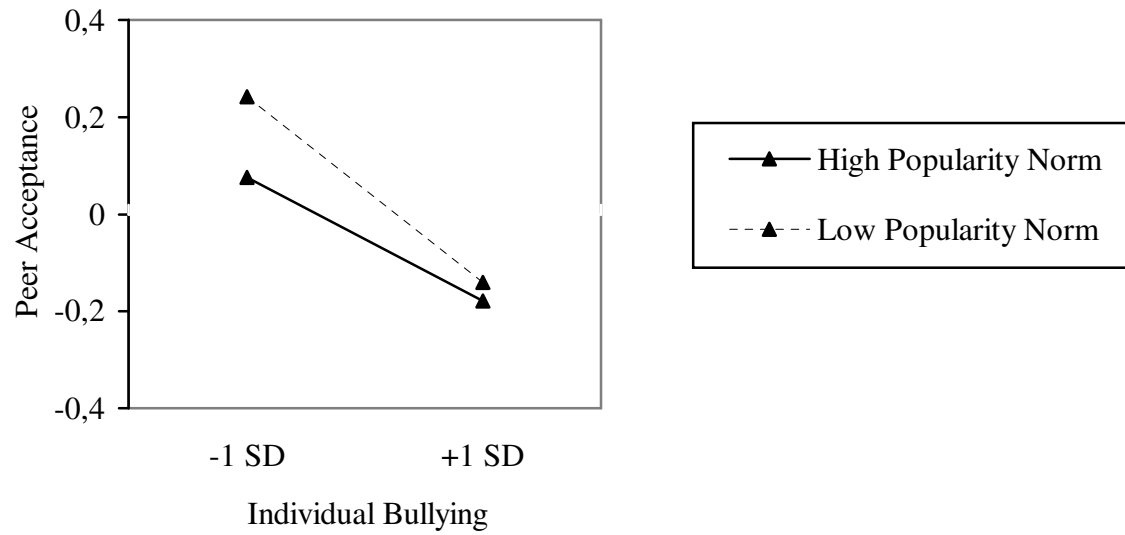 0,4
0,2
0
-0,2
-0,4
Peer Acceptance
-1 SD
+1 SD
Individual Bullying
High Popularity Norm
Low Popularity Norm